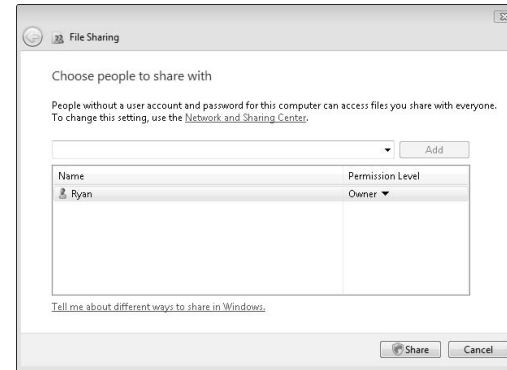 File Sharing
Choose people to share with
People without a user account and password for this computer can access files you share with everyone.
To change this setting, use the Network and Sharing Center.
Add
Name Permission Level
Ryan Owner
Tell me about different ways to share in Windows.
Share Cancel